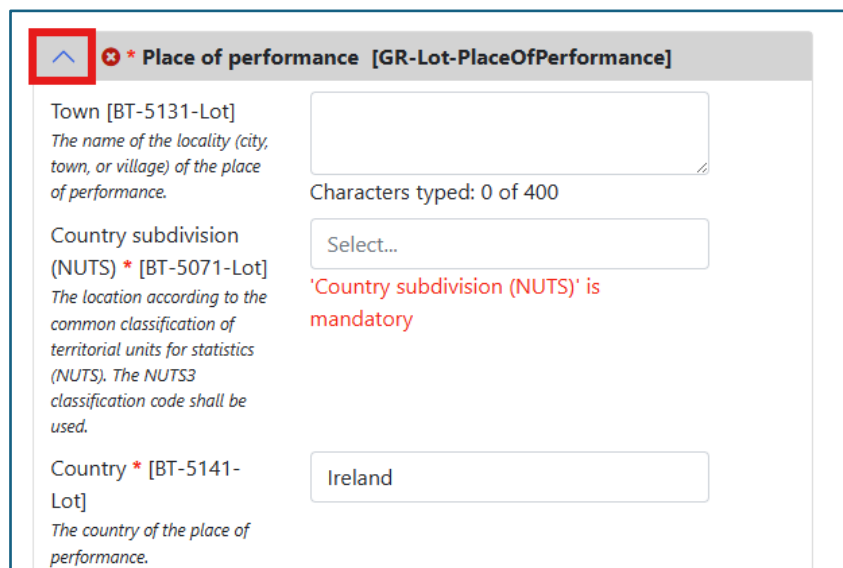 * Place of performance [GR-Lot-PlaceOfPerformance]
Town [BT-5131-Lot]
The name of the locality (city,
town, or village) of the place
of performance.
Characters typed: 0 of 400
Country subdivision
(NUTS) * [BT-5071-Lot]
The location according to the
common classification of
territorial units for statistics
(NUTS). The NUTS3
classification code shall be
used.
Select...
'Country subdivision (NUTS)' is
mandatory
Country * [BT-5141-
Lot]
The country of the place of
performance.
Ireland